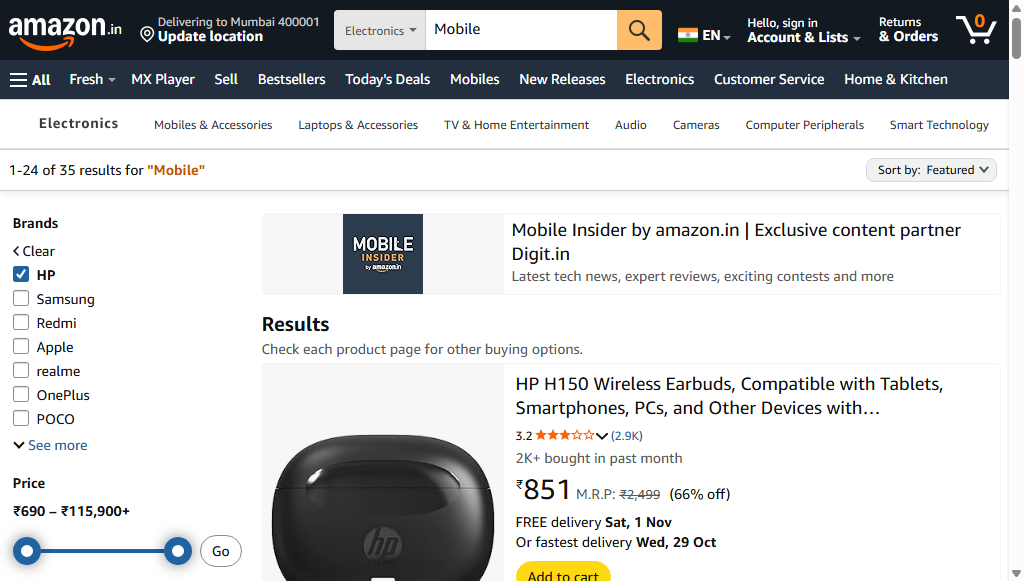 amazon.in
Delivering to Mumbai 400001
Update location
Electronics
Mobile
EN
Hello, sign in
Account & Lists
Returns
& Orders
0
All
Fresh
MX Player
Sell
Bestsellers
Today's Deals
Mobiles
New Releases
Electronics
Customer Service
Home & Kitchen
Electronics
Mobiles & Accessories
Laptops & Accessories
TV & Home Entertainment
Audio
Cameras
Computer Peripherals
Smart Technology
1-24 of 35 results for "Mobile"
Sort by: Featured
Brands
Clear
HP
Samsung
Redmi
Apple
realme
OnePlus
POCO
See more
Price
₹690 – ₹115,900+
Go
MOBILE
INSIDER
by amazon.in
Mobile Insider by amazon.in | Exclusive content partner
Digit.in
Latest tech news, expert reviews, exciting contests and more
Results
Check each product page for other buying options.
hp
HP H150 Wireless Earbuds, Compatible with Tablets,
Smartphones, PCs, and Other Devices with…
3.2 (2.9K)
2K+ bought in past month
₹851 M.R.P: ₹2,499 (66% off)
FREE delivery Sat, 1 Nov
Or fastest delivery Wed, 29 Oct
Add to cart